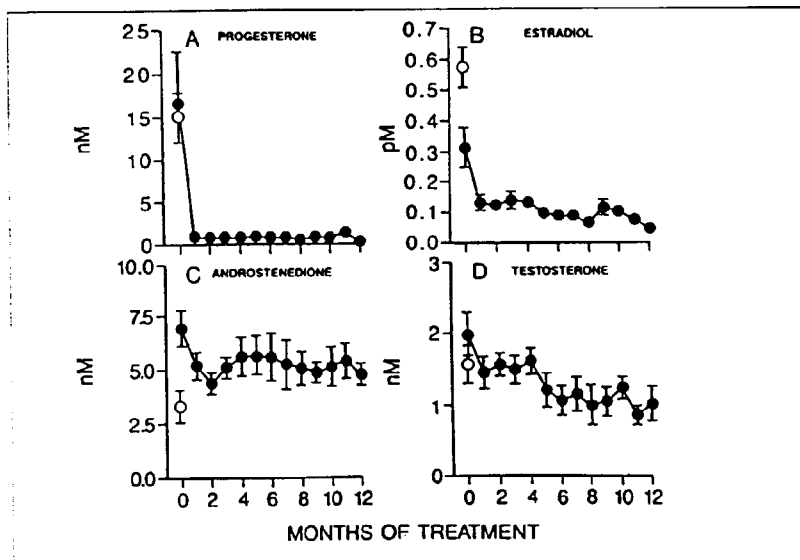 A PROGESTERONE
25
20
15
10
5
0
nM
B ESTRADIOL
0.7
0.6
0.5
0.4
0.3
0.2
0.1
0.0
pM
C ANDROSTENEDIONE
10.0
7.5
5.0
2.5
0.0
nM
0 2 4 6 8 10 12
D TESTOSTERONE
3
2
1
0
nM
0 2 4 6 8 10 12
MONTHS OF TREATMENT